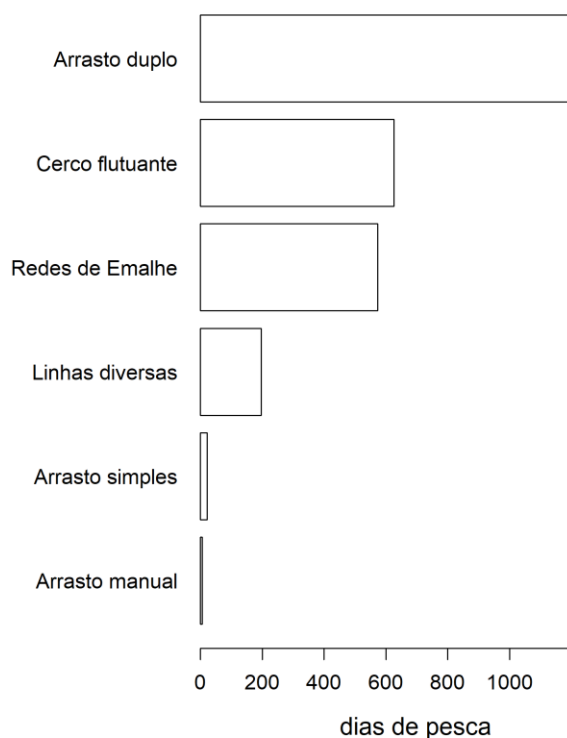 Arrasto duplo
Cerco flutuante
Redes de Emalhe
Linhas diversas
Arrasto simples
Arrasto manual
0 200 400 600 800 1000
dias de pesca